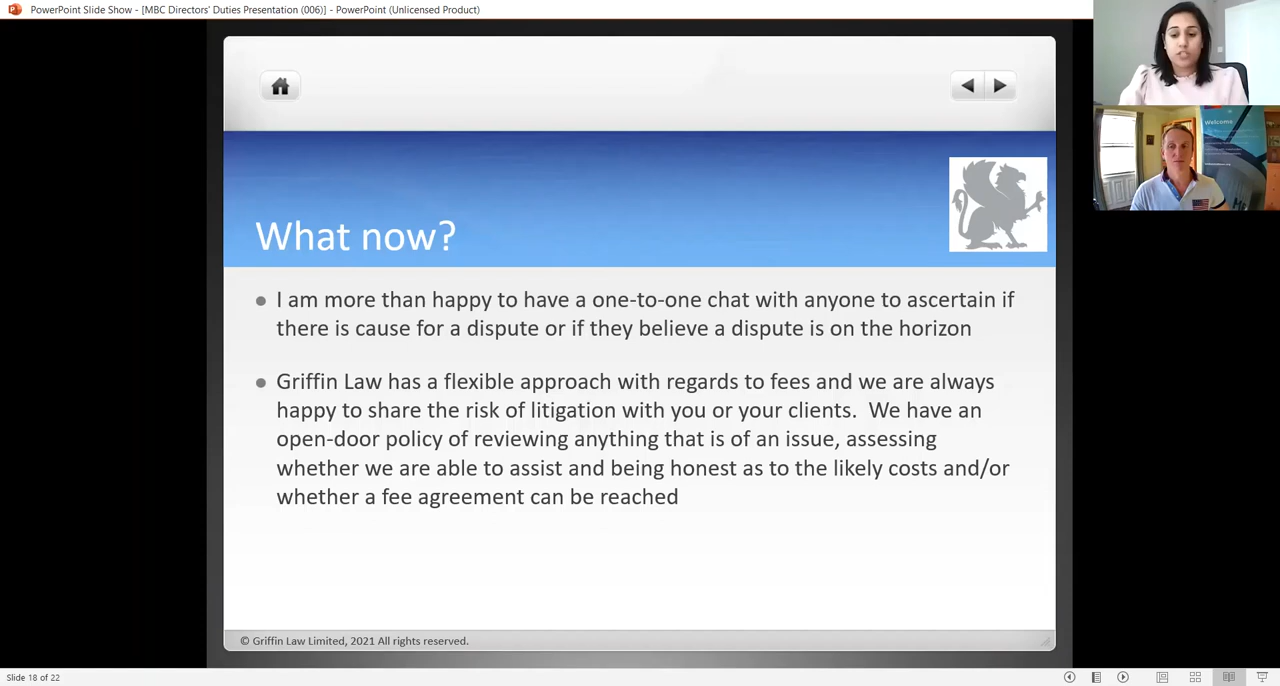 PowerPoint Slide Show - [MBC Directors' Duties Presentation (006)] - PowerPoint (Unlicensed Product)
Welcome
What now?
I am more than happy to have a one-to-one chat with anyone to ascertain if
there is cause for a dispute or if they believe a dispute is on the horizon
Griffin Law has a flexible approach with regards to fees and we are always
happy to share the risk of litigation with you or your clients.  We have an
open-door policy of reviewing anything that is of an issue, assessing
whether we are able to assist and being honest as to the likely costs and/or
whether a fee agreement can be reached
© Griffin Law Limited, 2021 All rights reserved.
Slide 18 of 22